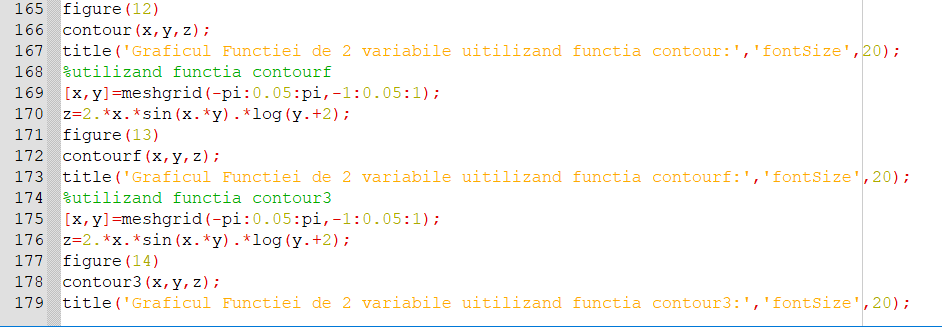 165 figure(12)
166 contour(x,y,z);
167 title('Graficul Functiei de 2 variabile uitilizand functia contour:','fontSize',20);
168 %utilizand functia contourf
169 [x,y]=meshgrid(-pi:0.05:pi,-1:0.05:1);
170 z=2.*x.*sin(x.*y).*log(y.+2);
171 figure(13)
172 contourf(x,y,z);
173 title('Graficul Functiei de 2 variabile uitilizand functia contourf:','fontSize',20);
174 %utilizand functia contour3
175 [x,y]=meshgrid(-pi:0.05:pi,-1:0.05:1);
176 z=2.*x.*sin(x.*y).*log(y.+2);
177 figure(14)
178 contour3(x,y,z);
179 title('Graficul Functiei de 2 variabile uitilizand functia contour3:','fontSize',20);